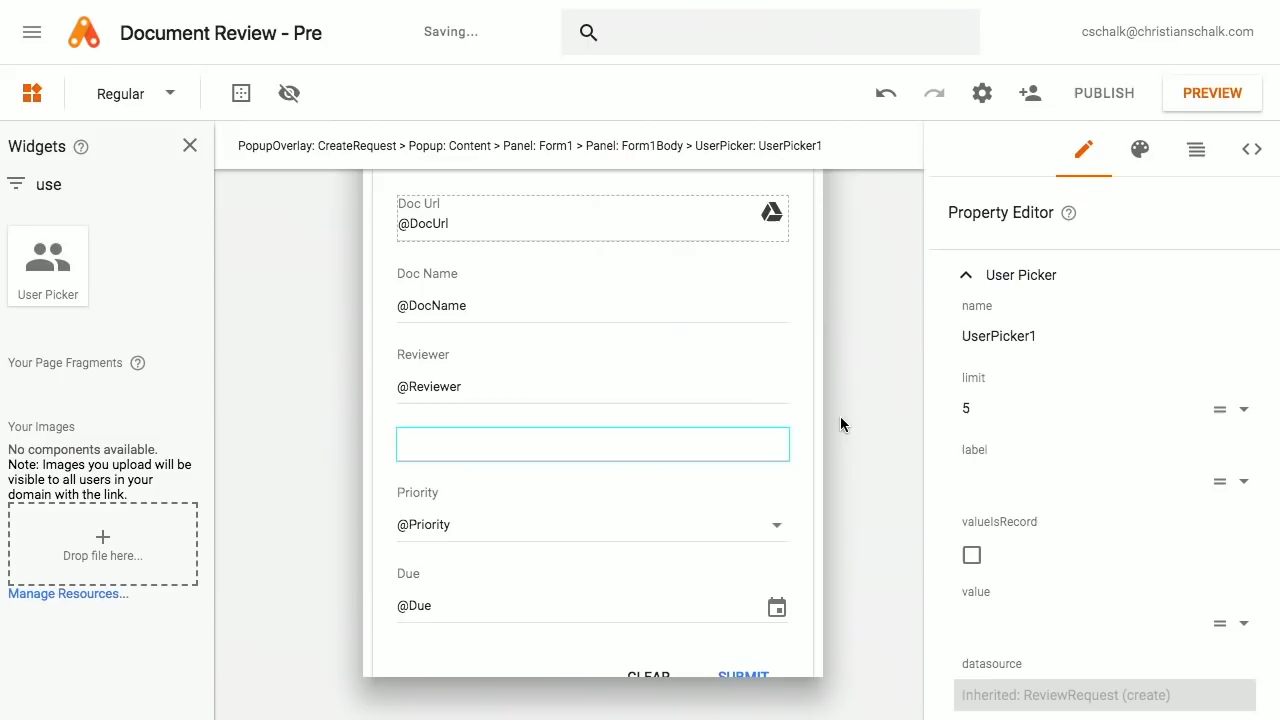 Document Review - Pre
Saving...
cschalk@christianschalk.com
Regular
PUBLISH
PREVIEW
Widgets
use
User Picker
Your Page Fragments
Your Images
No components available.
Note: Images you upload will be
visible to all users in your
domain with the link.
Drop file here...
Manage Resources...
PopupOverlay: CreateRequest > Popup: Content > Panel: Form1 > Panel: Form1Body > UserPicker: UserPicker1
Doc Url
@DocUrl
Doc Name
@DocName
Reviewer
@Reviewer
Priority
@Priority
Due
@Due
CLEAR
SUBMIT
Property Editor
User Picker
name
UserPicker1
limit
5
label
valueIsRecord
value
datasource
Inherited: ReviewRequest (create)